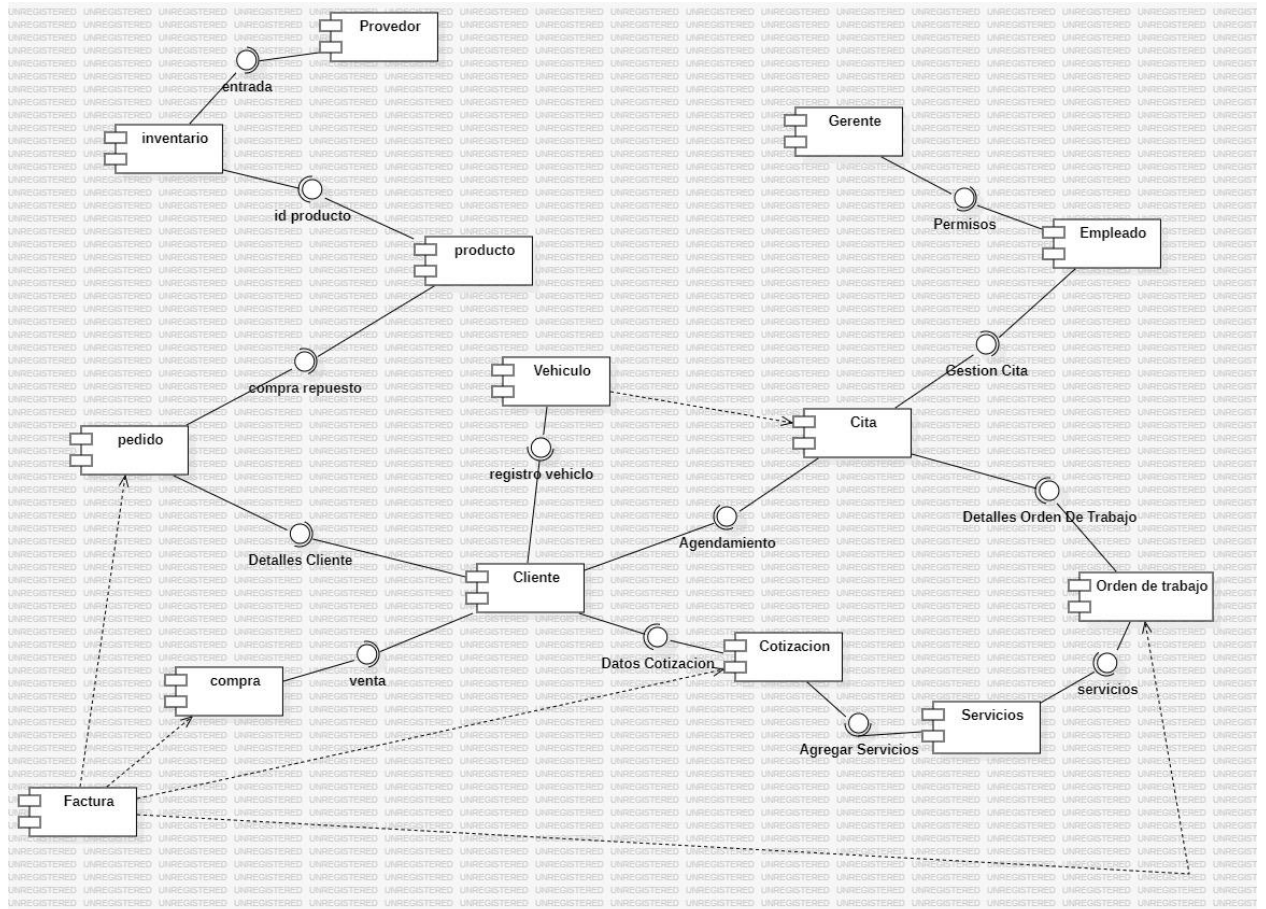 Provedor
entrada
inventario
Gerente
id producto
Permisos
Empleado
producto
Vehiculo
Gestion Cita
compra repuesto
Cita
pedido
registro vehiclo
Detalles Orden De Trabajo
Agendamiento
Detalles Cliente
Cliente
Orden de trabajo
Cotizacion
Datos Cotizacion
compra
venta
servicios
Servicios
Agregar Servicios
Factura
UNREGISTERED